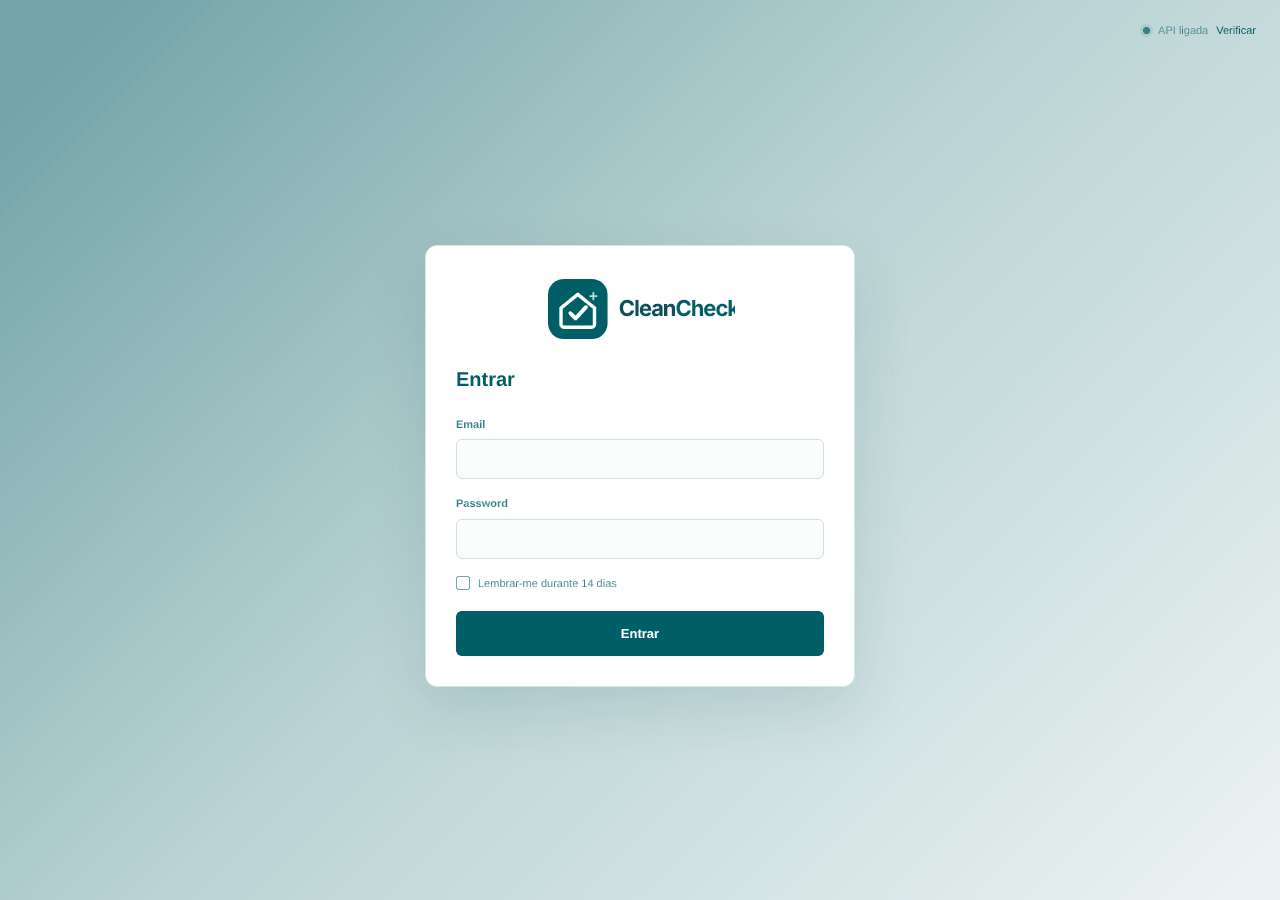 API ligada Verificar
CleanCheck
Entrar
Email
Password
Lembrar-me durante 14 dias
Entrar